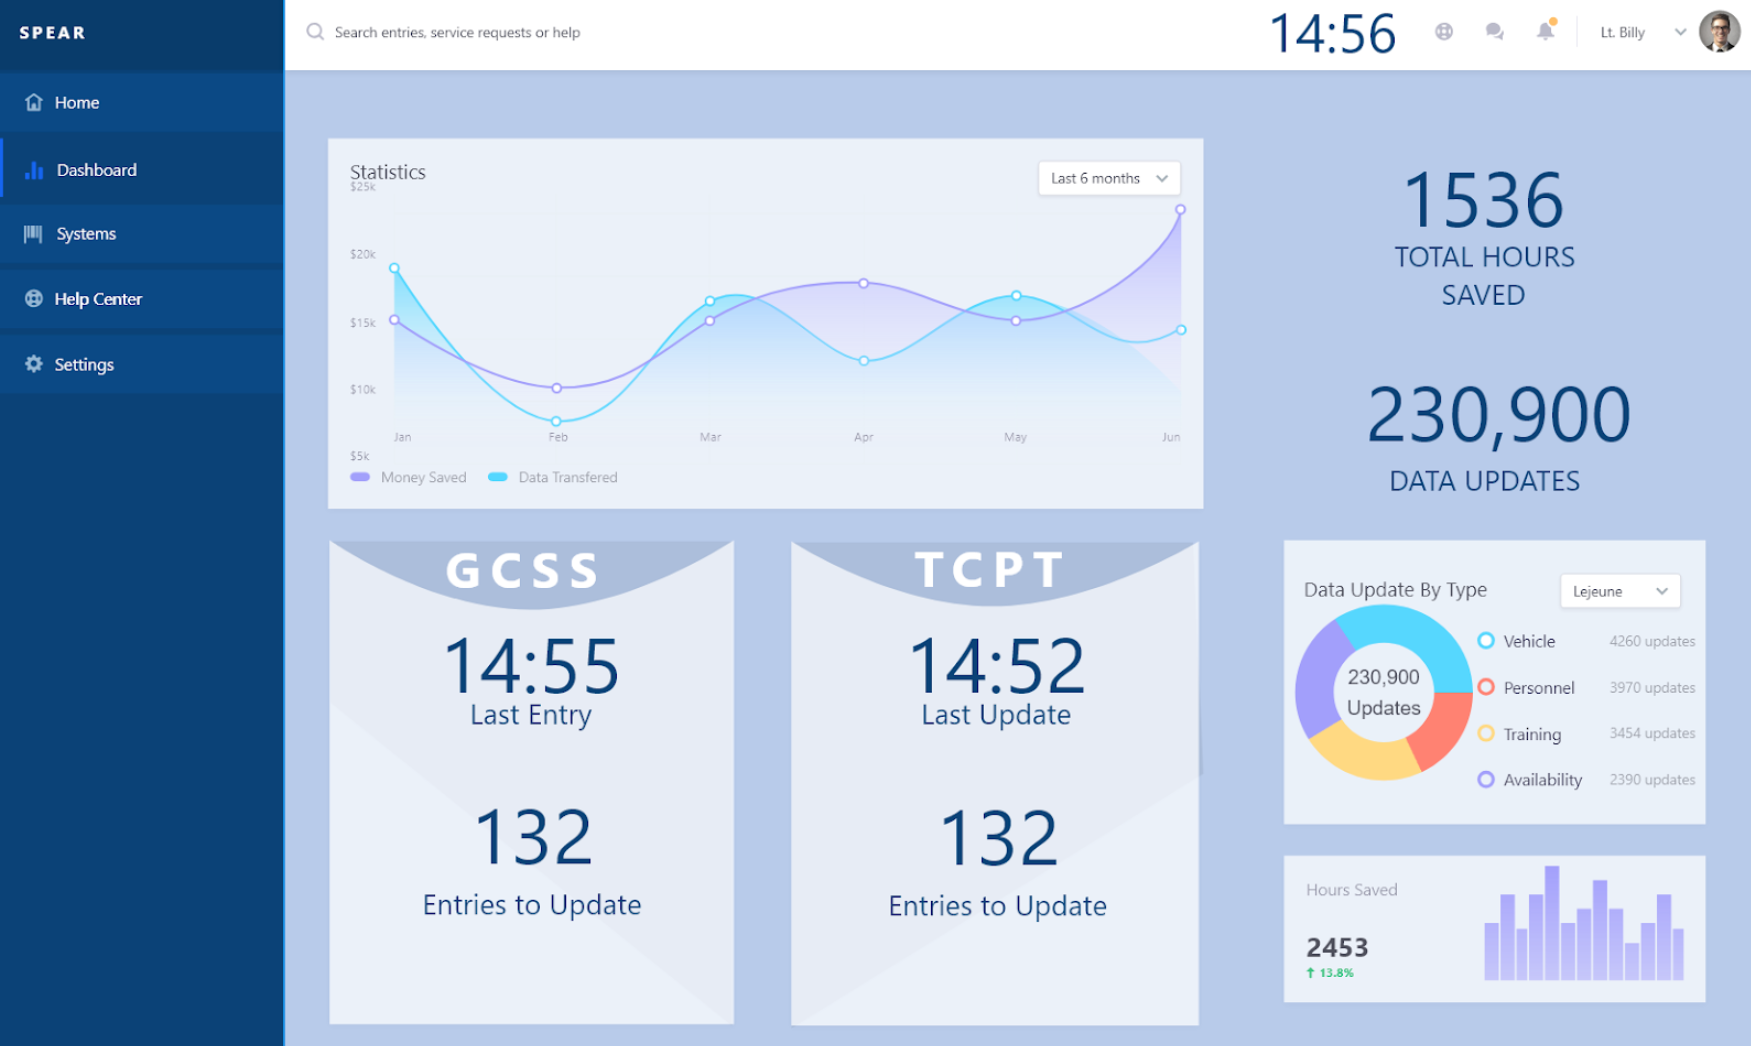 SPEAR
Search entries, service requests or help
14:56
Lt. Billy
Home
Dashboard
Systems
Help Center
Settings
Statistics
Last 6 months
$25k
$20k
$15k
$10k
$5k
Jan Feb Mar Apr May Jun
Money Saved
Data Transfered
1536
TOTAL HOURS
SAVED
230,900
DATA UPDATES
GCSS
14:55
Last Entry
132
Entries to Update
TCPT
14:52
Last Update
132
Entries to Update
Data Update By Type
Lejeune
230,900
Updates
Vehicle 4260 updates
Personnel 3970 updates
Training 3454 updates
Availability 2390 updates
Hours Saved
2453
↑ 13.8%